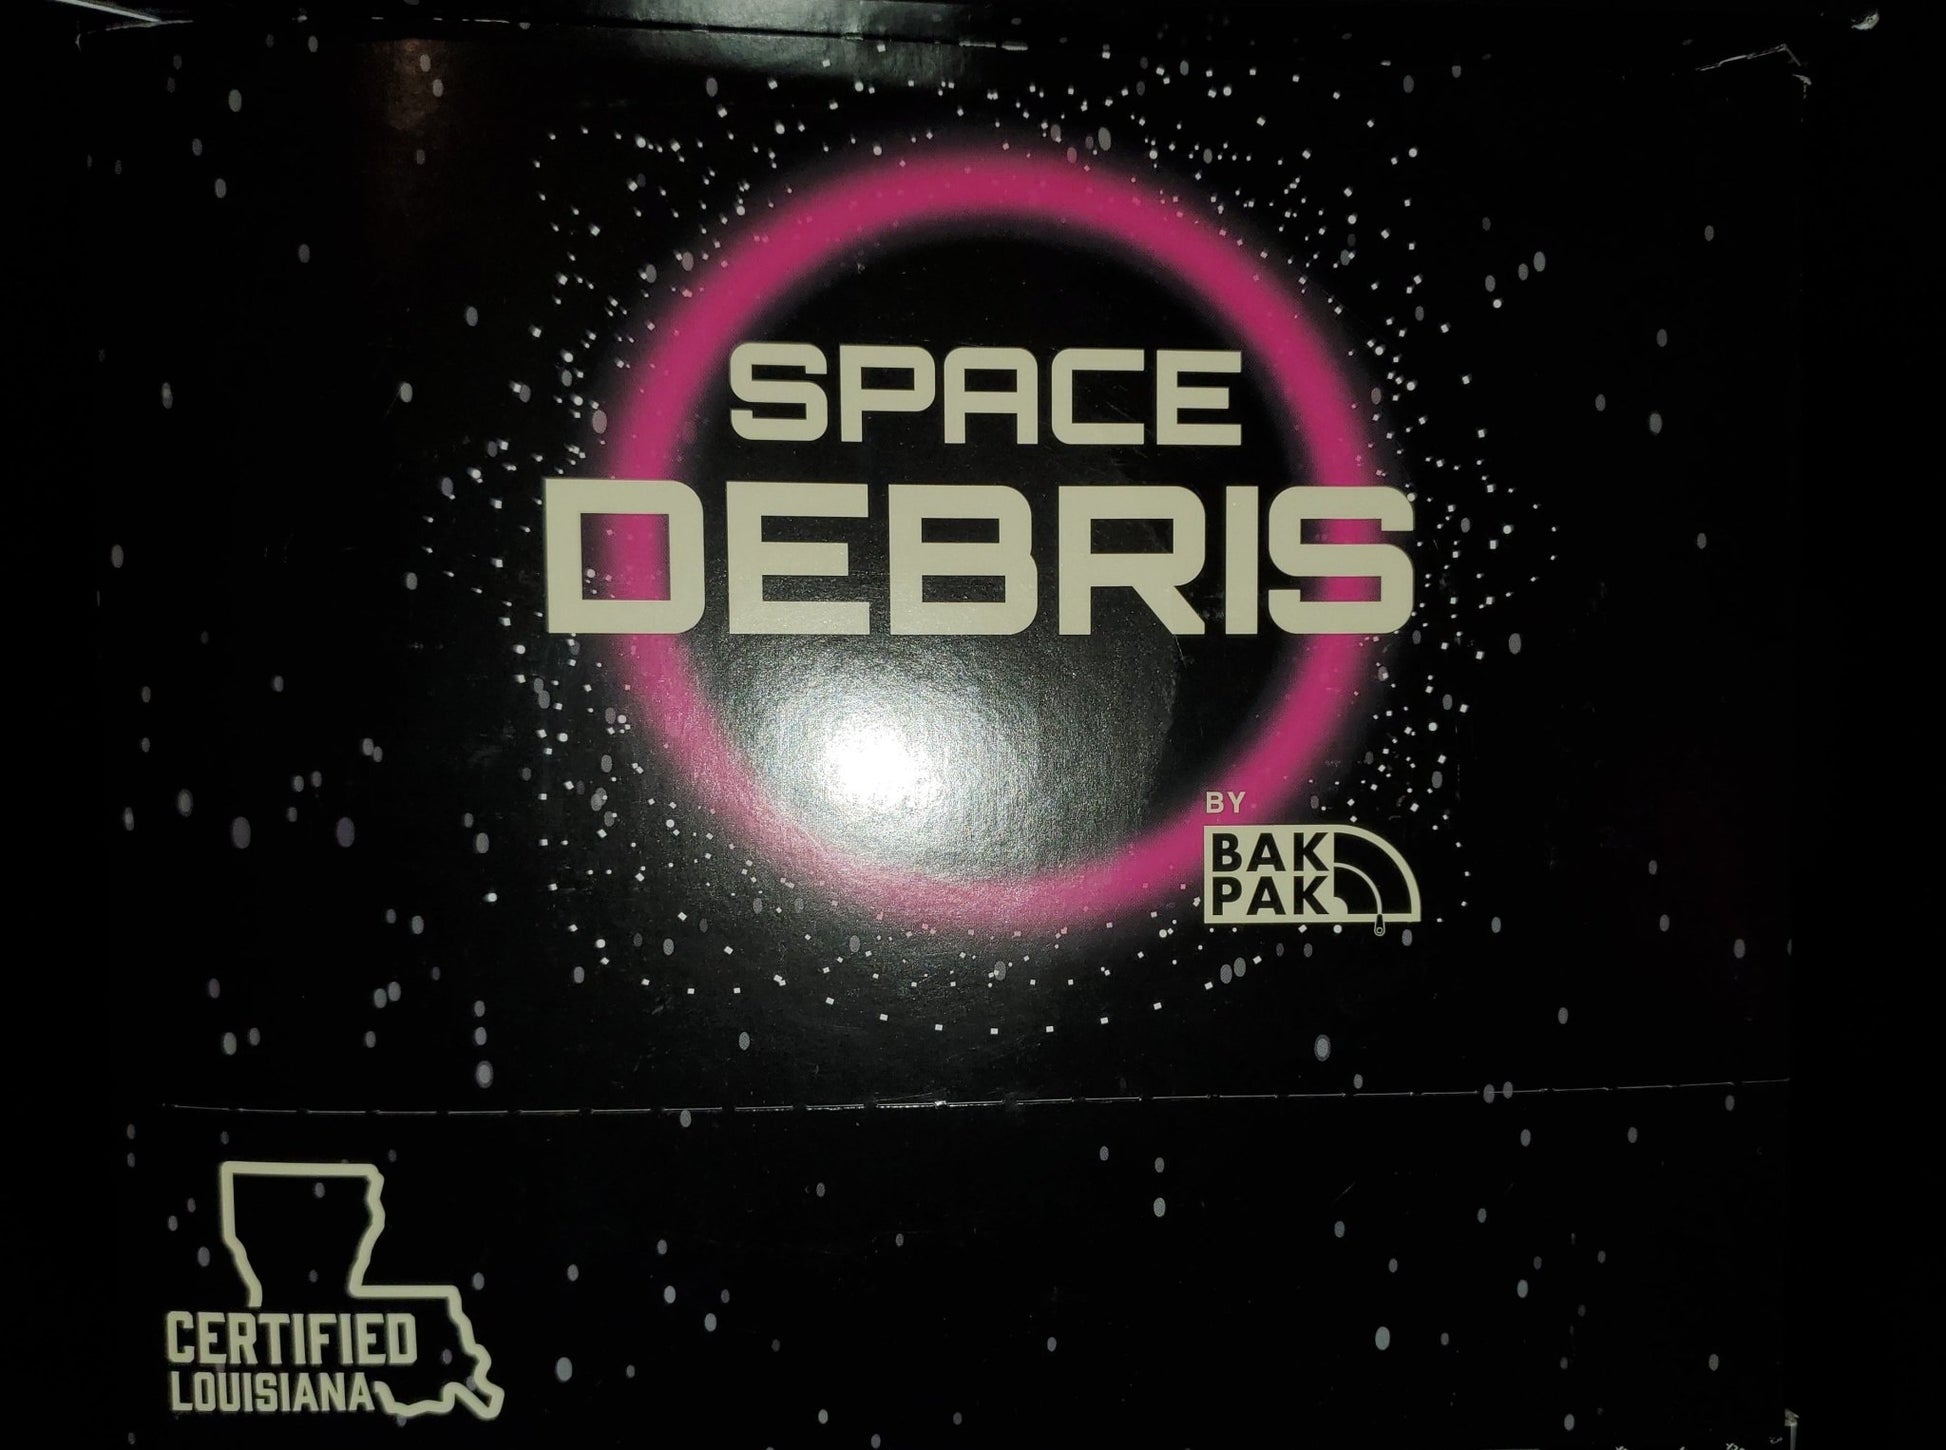 SPACE
DEBRIS
BY
BAK
PAK
CERTIFIED
LOUISIANA